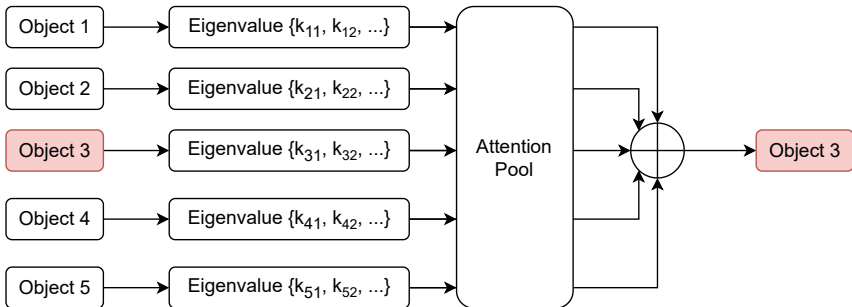 Object 1
Eigenvalue {k11, k12, ...}
Object 2
Eigenvalue {k21, k22, ...}
Object 3
Eigenvalue {k31, k32, ...}
Attention
Pool
Object 3
Object 4
Eigenvalue {k41, k42, ...}
Object 5
Eigenvalue {k51, k52, ...}